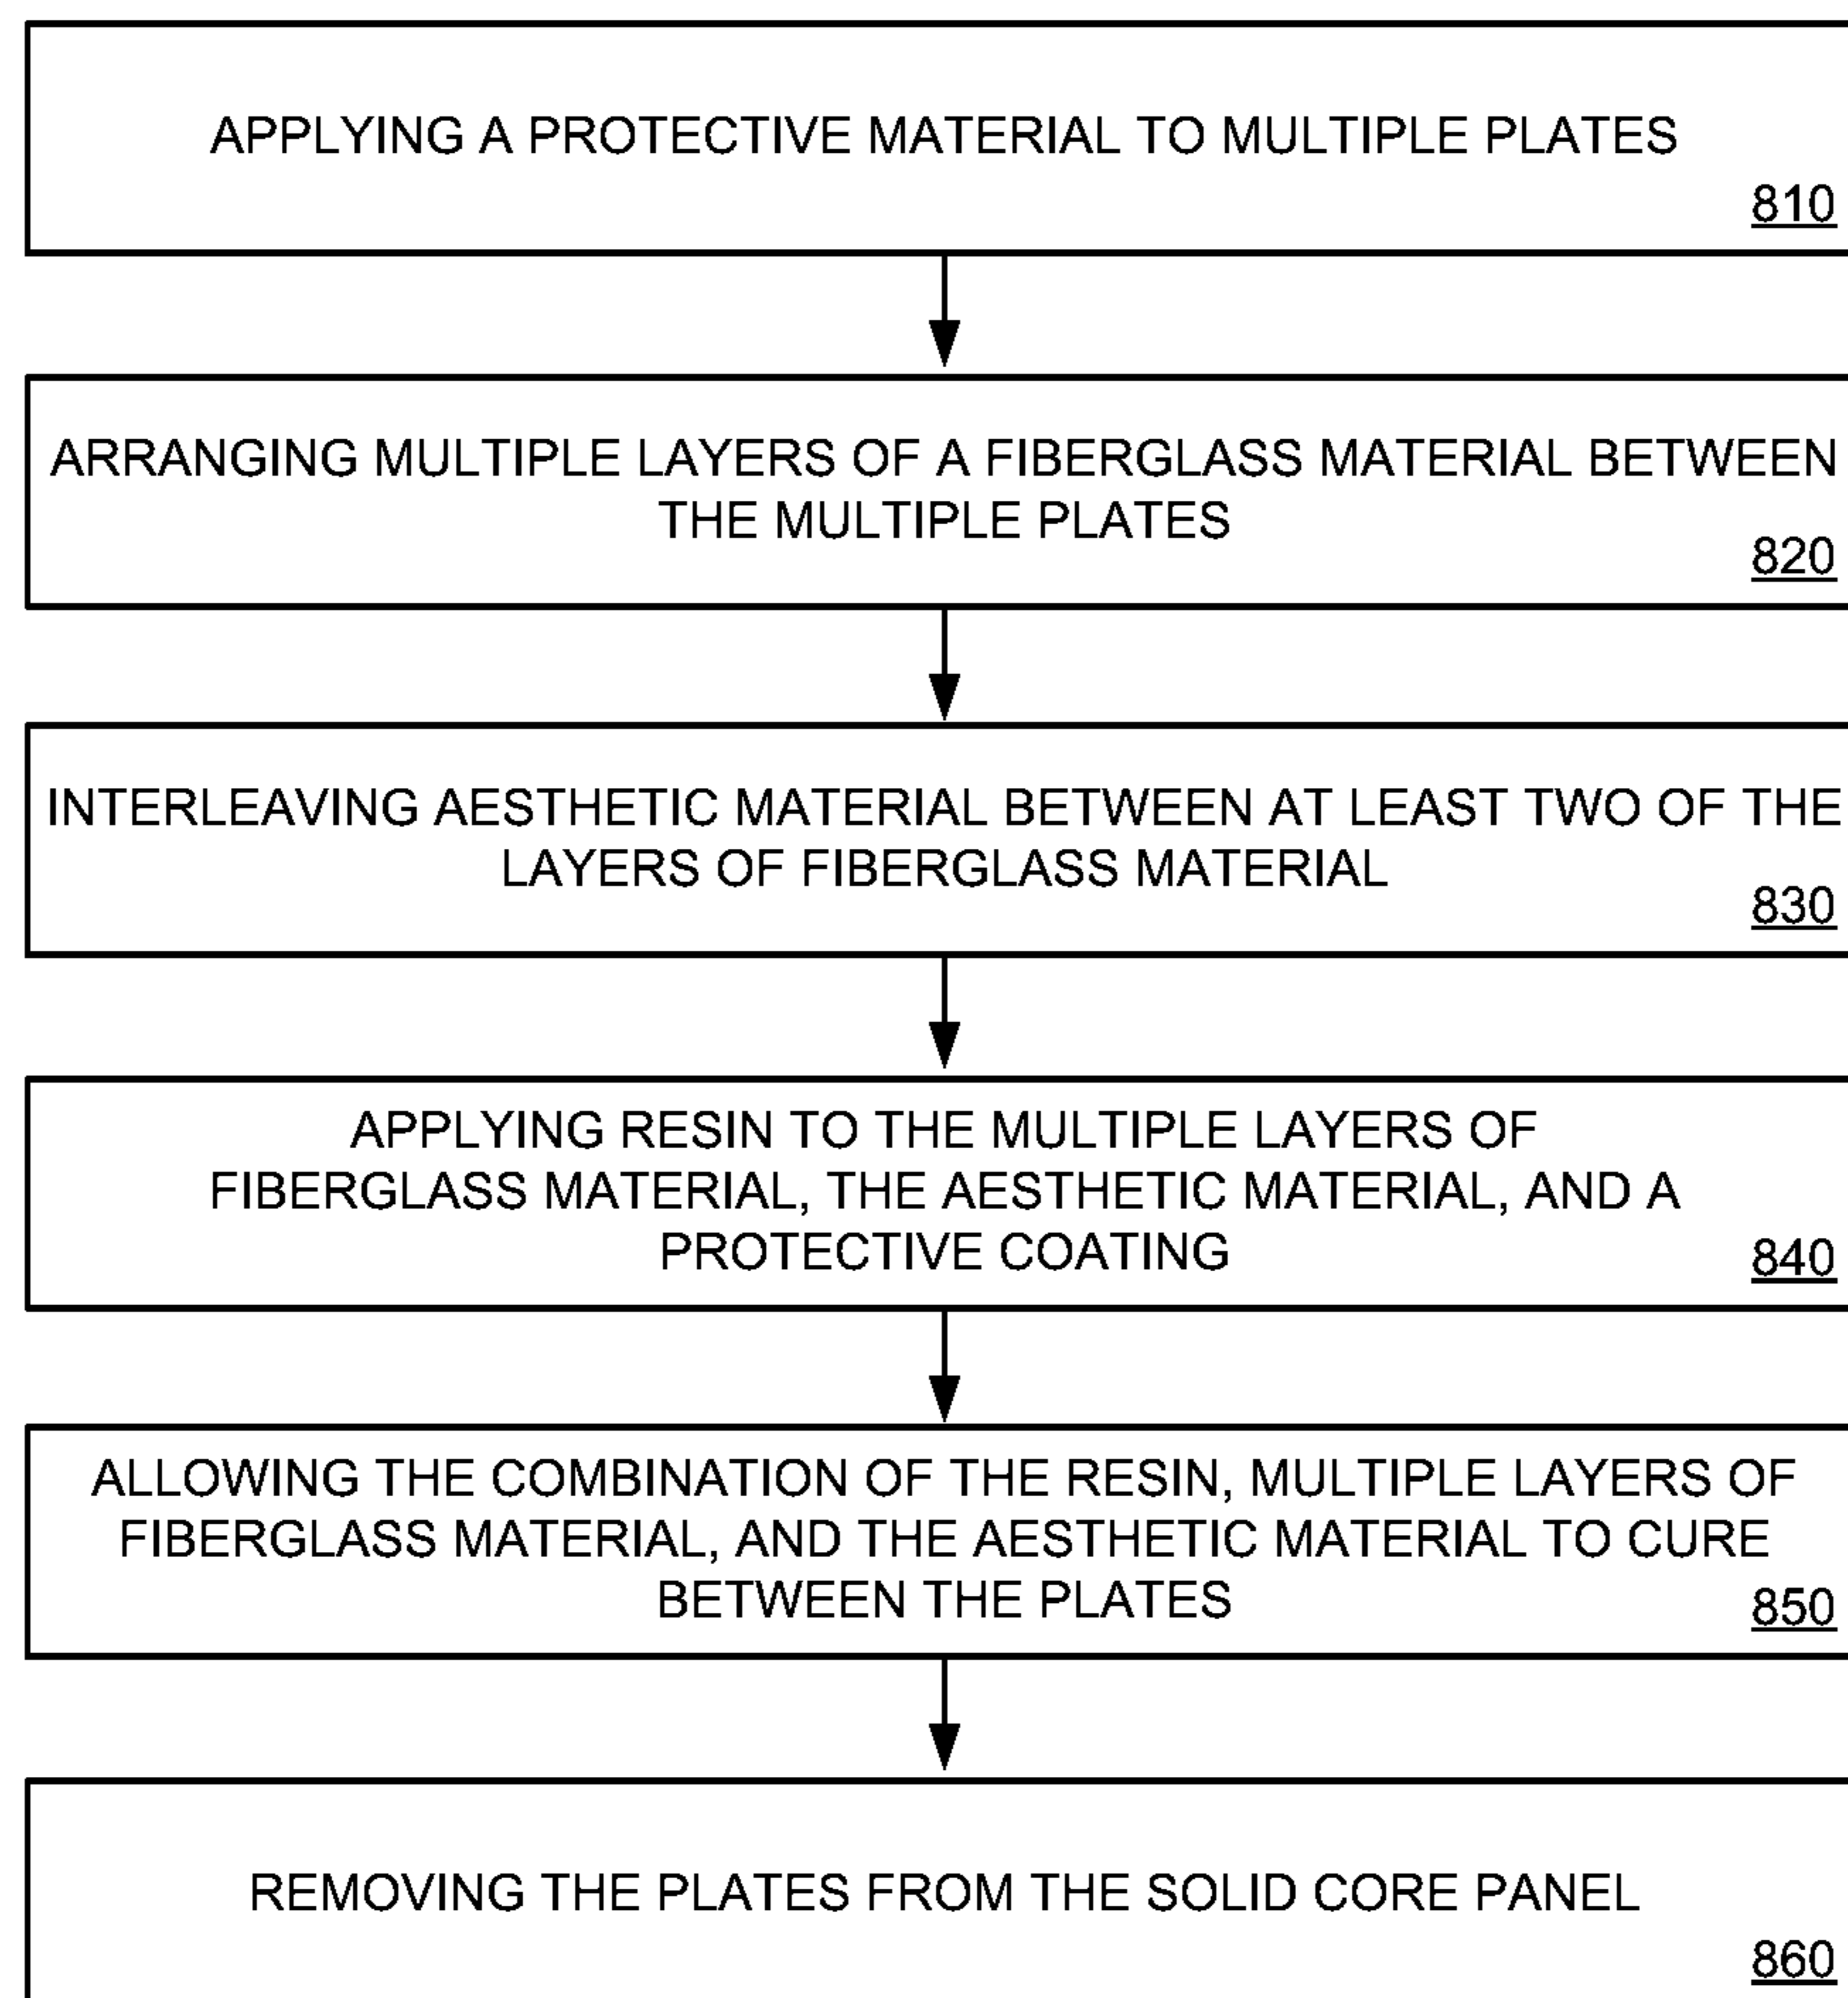 APPLYING A PROTECTIVE MATERIAL TO MULTIPLE PLATES
810
ARRANGING MULTIPLE LAYERS OF A FIBERGLASS MATERIAL BETWEEN
THE MULTIPLE PLATES
820
INTERLEAVING AESTHETIC MATERIAL BETWEEN AT LEAST TWO OF THE
LAYERS OF FIBERGLASS MATERIAL
830
APPLYING RESIN TO THE MULTIPLE LAYERS OF
FIBERGLASS MATERIAL, THE AESTHETIC MATERIAL, AND A
PROTECTIVE COATING
840
ALLOWING THE COMBINATION OF THE RESIN, MULTIPLE LAYERS OF
FIBERGLASS MATERIAL, AND THE AESTHETIC MATERIAL TO CURE
BETWEEN THE PLATES
850
REMOVING THE PLATES FROM THE SOLID CORE PANEL
860